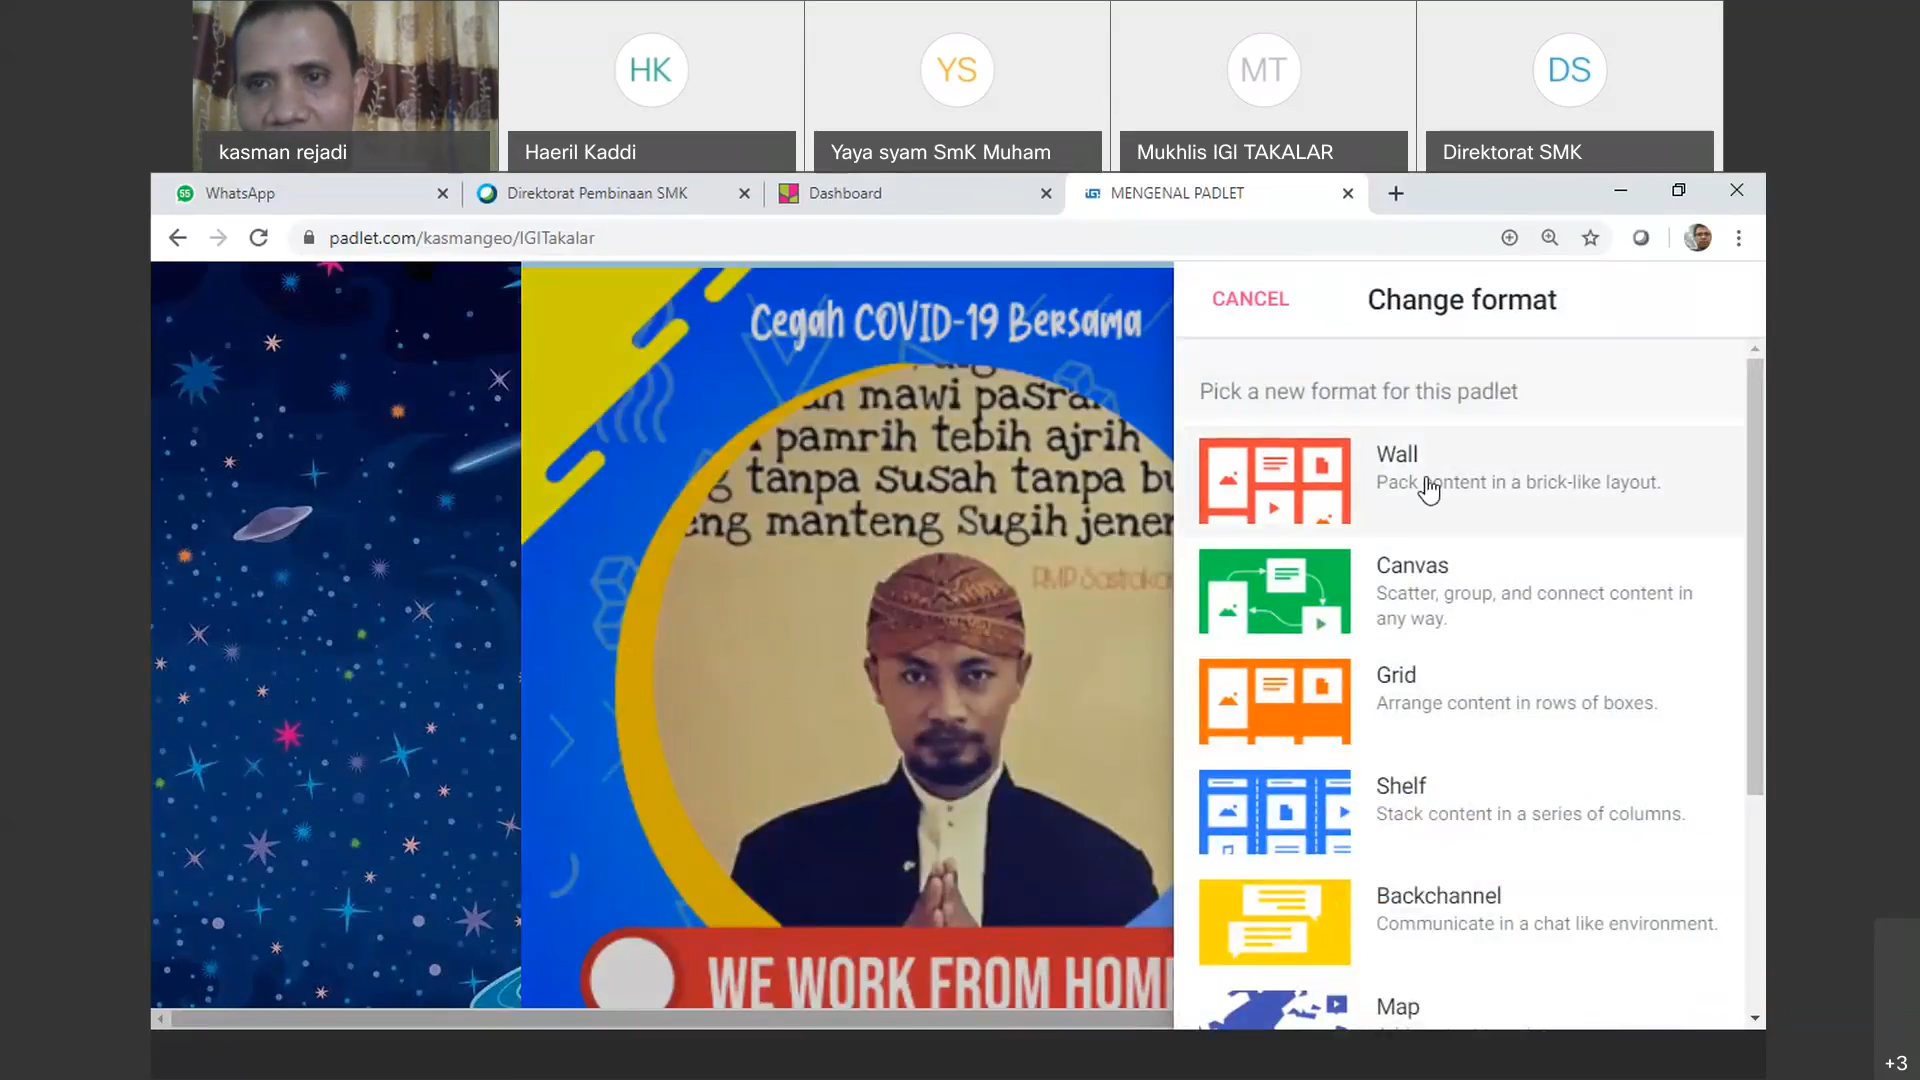 HK
YS
MT
DS
kasman rejadi
Haeril Kaddi
Yaya syam SmK Muham
Mukhlis IGI TAKALAR
Direktorat SMK
55
WhatsApp
Direktorat Pembinaan SMK
Dashboard
MENGENAL PADLET
padlet.com/kasmangeo/IGITakalar
Cegah COVID-19 Bersama
mawi pasra
pamrih tebih ajrih
tanpa susah tanpa bu
eng manteng Sugih jener
WE WORK FROM HOM
CANCEL
Change format
Pick a new format for this padlet
Wall
Pack content in a brick-like layout.
Canvas
Scatter, group, and connect content in
any way.
Grid
Arrange content in rows of boxes.
Shelf
Stack content in a series of columns.
Backchannel
Communicate in a chat like environment.
Map
+3